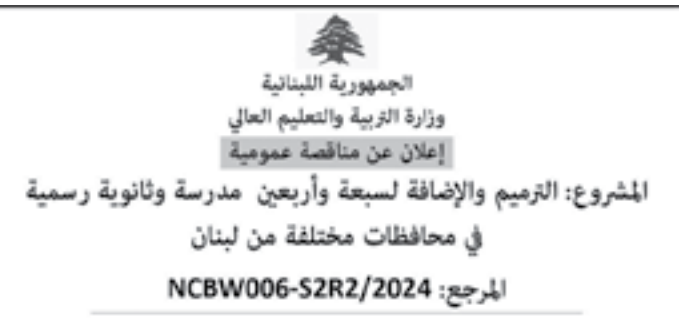 الجمهورية اللبنانية
وزارة التربية والتعليم العالي
إعلان عن مناقصة عمومية
المشروع: الترميم والإضافة لسبعة وأربعين مدرسة وثانوية رسمية
في محافظات مختلفة من لبنان
المرجع: NCBW006-S2R2/2024